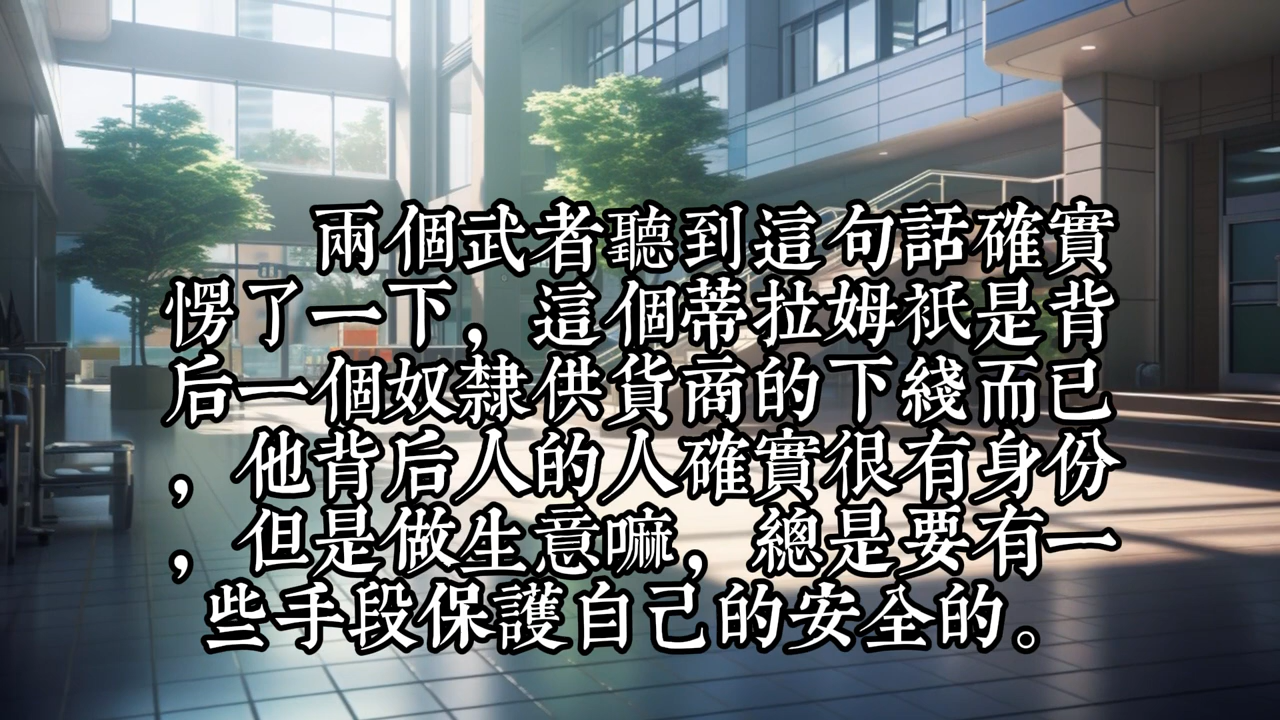 兩個武者聽到這句話確實
愣了一下，這個蒂拉姆衹是背
后一個奴隸供貨商的下綫而已
，他背后人的人確實很有身份
，但是做生意嘛，總是要有一
些手段保護自己的安全的。